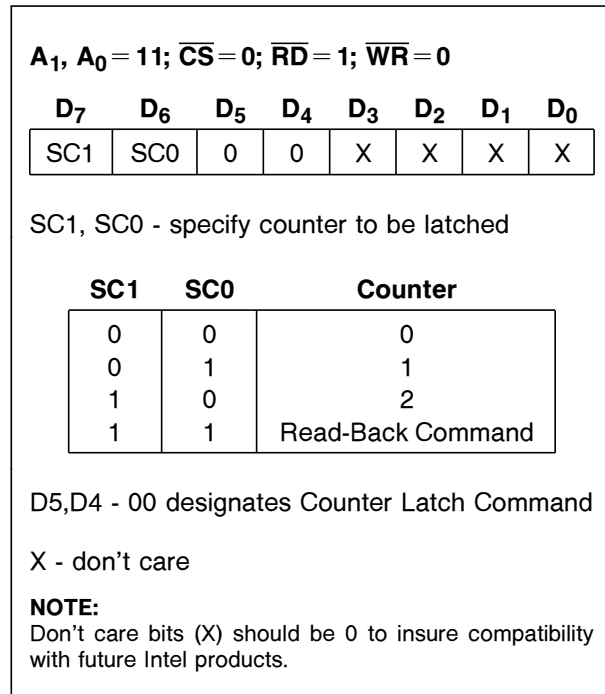 A1, A0 = 11; C̅S̅ = 0; R̅D̅ = 1; W̅R̅ = 0
D7 D6 D5 D4 D3 D2 D1 D0
SC1 SC0 0 0 X X X X
SC1, SC0 - specify counter to be latched
SC1 SC0 Counter
0 0 0
0 1 1
1 0 2
1 1 Read-Back Command
D5,D4 - 00 designates Counter Latch Command
X - don't care
NOTE:
Don't care bits (X) should be 0 to insure compatibility
with future Intel products.